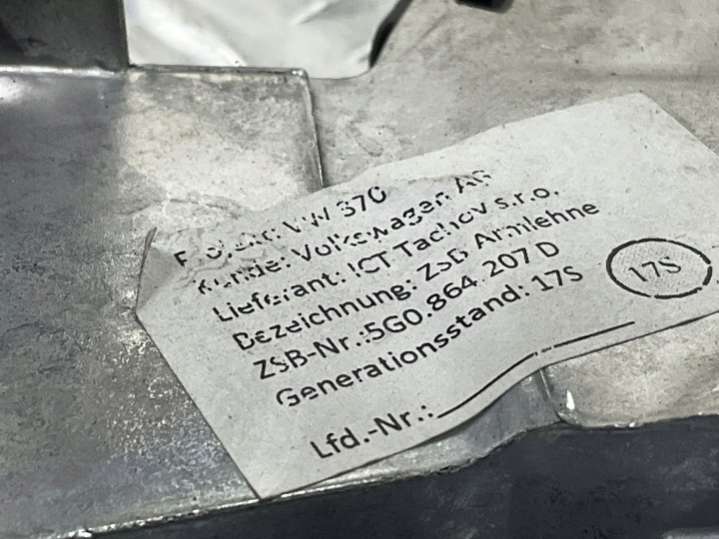 Projekt: VW 370
Kunde: Volkswagen AG
Lieferant: ICT Tachov s.r.o.
Bezeichnung: ZSB Armlehne
ZSB-Nr.:5G0.864.207 D
Generationsstand: 17S
17S
Lfd.-Nr.: